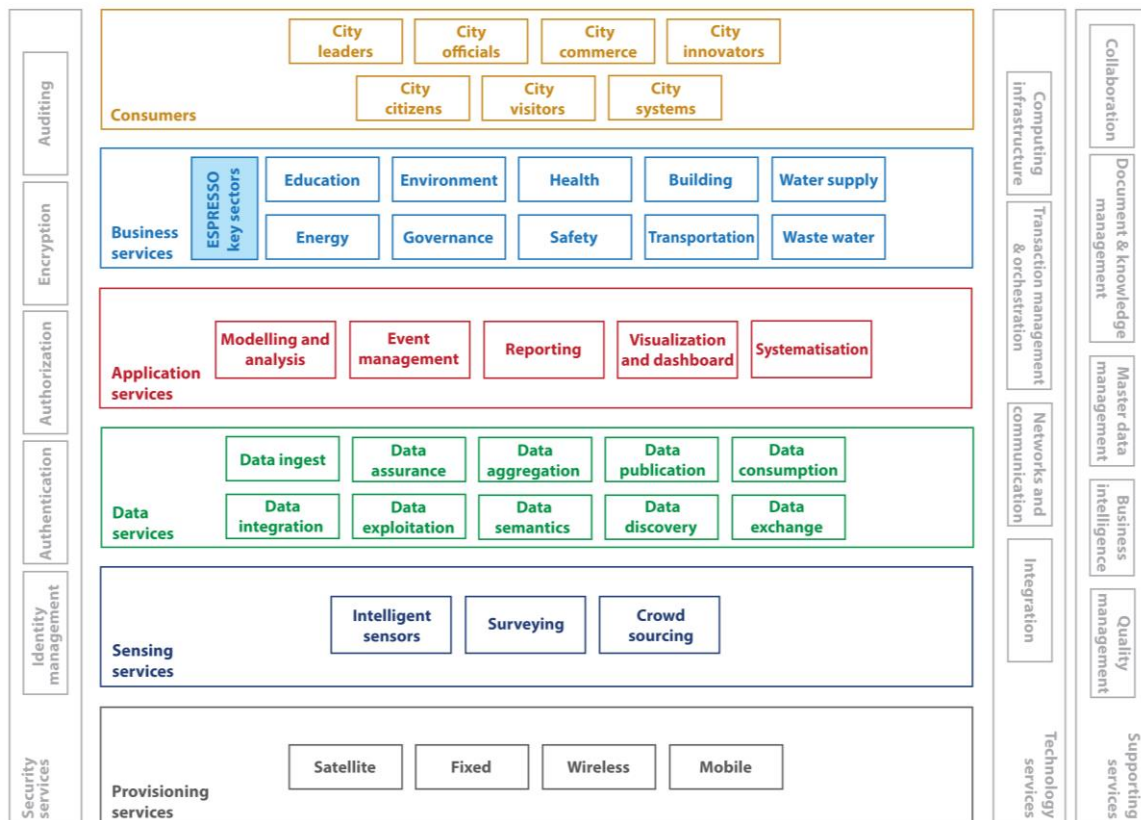 Auditing
Encryption
Authorization
Authentication
Identity
management
Security
services
City
leaders
City
officials
City
commerce
City
innovators
City
citizens
City
visitors
City
systems
Consumers
ESPRESSO
key sectors
Education
Environment
Health
Building
Water supply
Energy
Governance
Safety
Transportation
Waste water
Business
services
Modelling and
analysis
Event
management
Reporting
Visualization
and dashboard
Systematisation
Application
services
Data ingest
Data
assurance
Data
aggregation
Data
publication
Data
consumption
Data
integration
Data
exploitation
Data
semantics
Data
discovery
Data
exchange
Data
services
Intelligent
sensors
Surveying
Crowd
sourcing
Sensing
services
Satellite
Fixed
Wireless
Mobile
Provisioning
services
Computing
infrastructure
Transaction management
& orchestration
Networks and
communication
Integration
Technology
services
Collaboration
Document & knowledge
management
Master data
management
Business
intelligence
Quality
management
Supporting
services